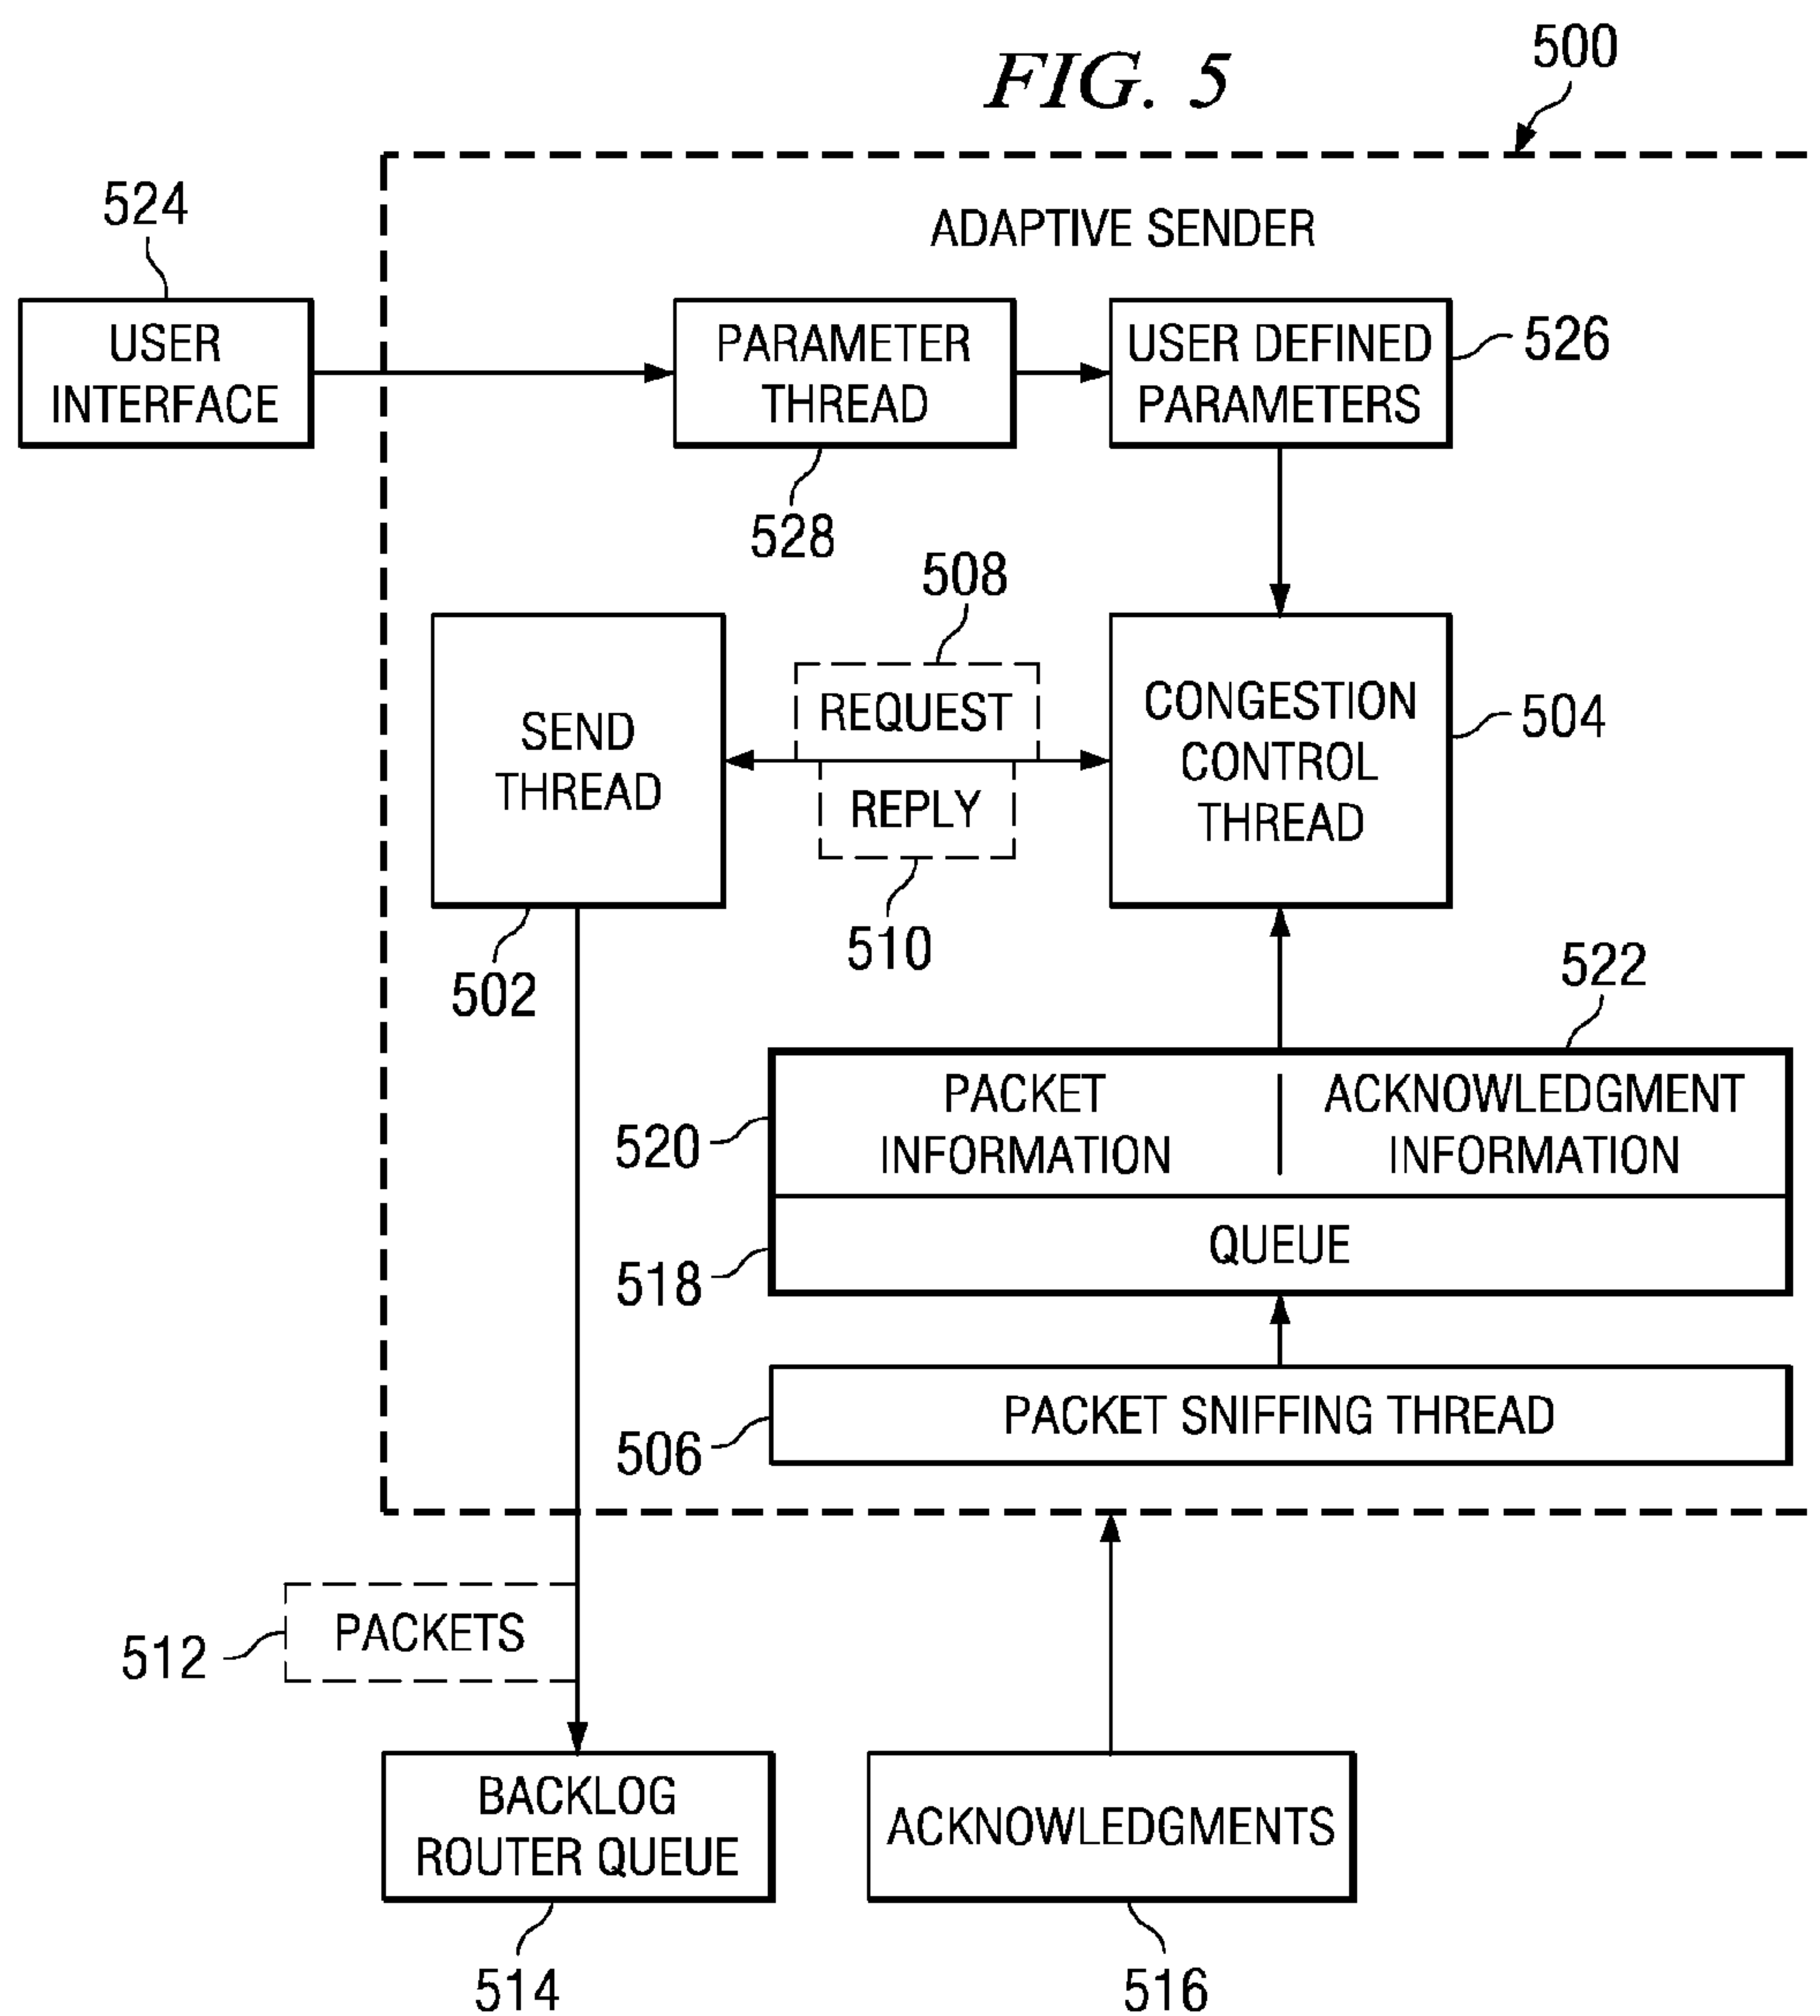 FIG. 5
500
524
ADAPTIVE SENDER
USER
INTERFACE
PARAMETER
THREAD
USER DEFINED
PARAMETERS
526
528
508
SEND
THREAD
REQUEST
REPLY
CONGESTION
CONTROL
THREAD
504
510
502
522
PACKET
INFORMATION
ACKNOWLEDGMENT
INFORMATION
520
QUEUE
518
PACKET SNIFFING THREAD
506
PACKETS
512
BACKLOG
ROUTER QUEUE
ACKNOWLEDGMENTS
514
516